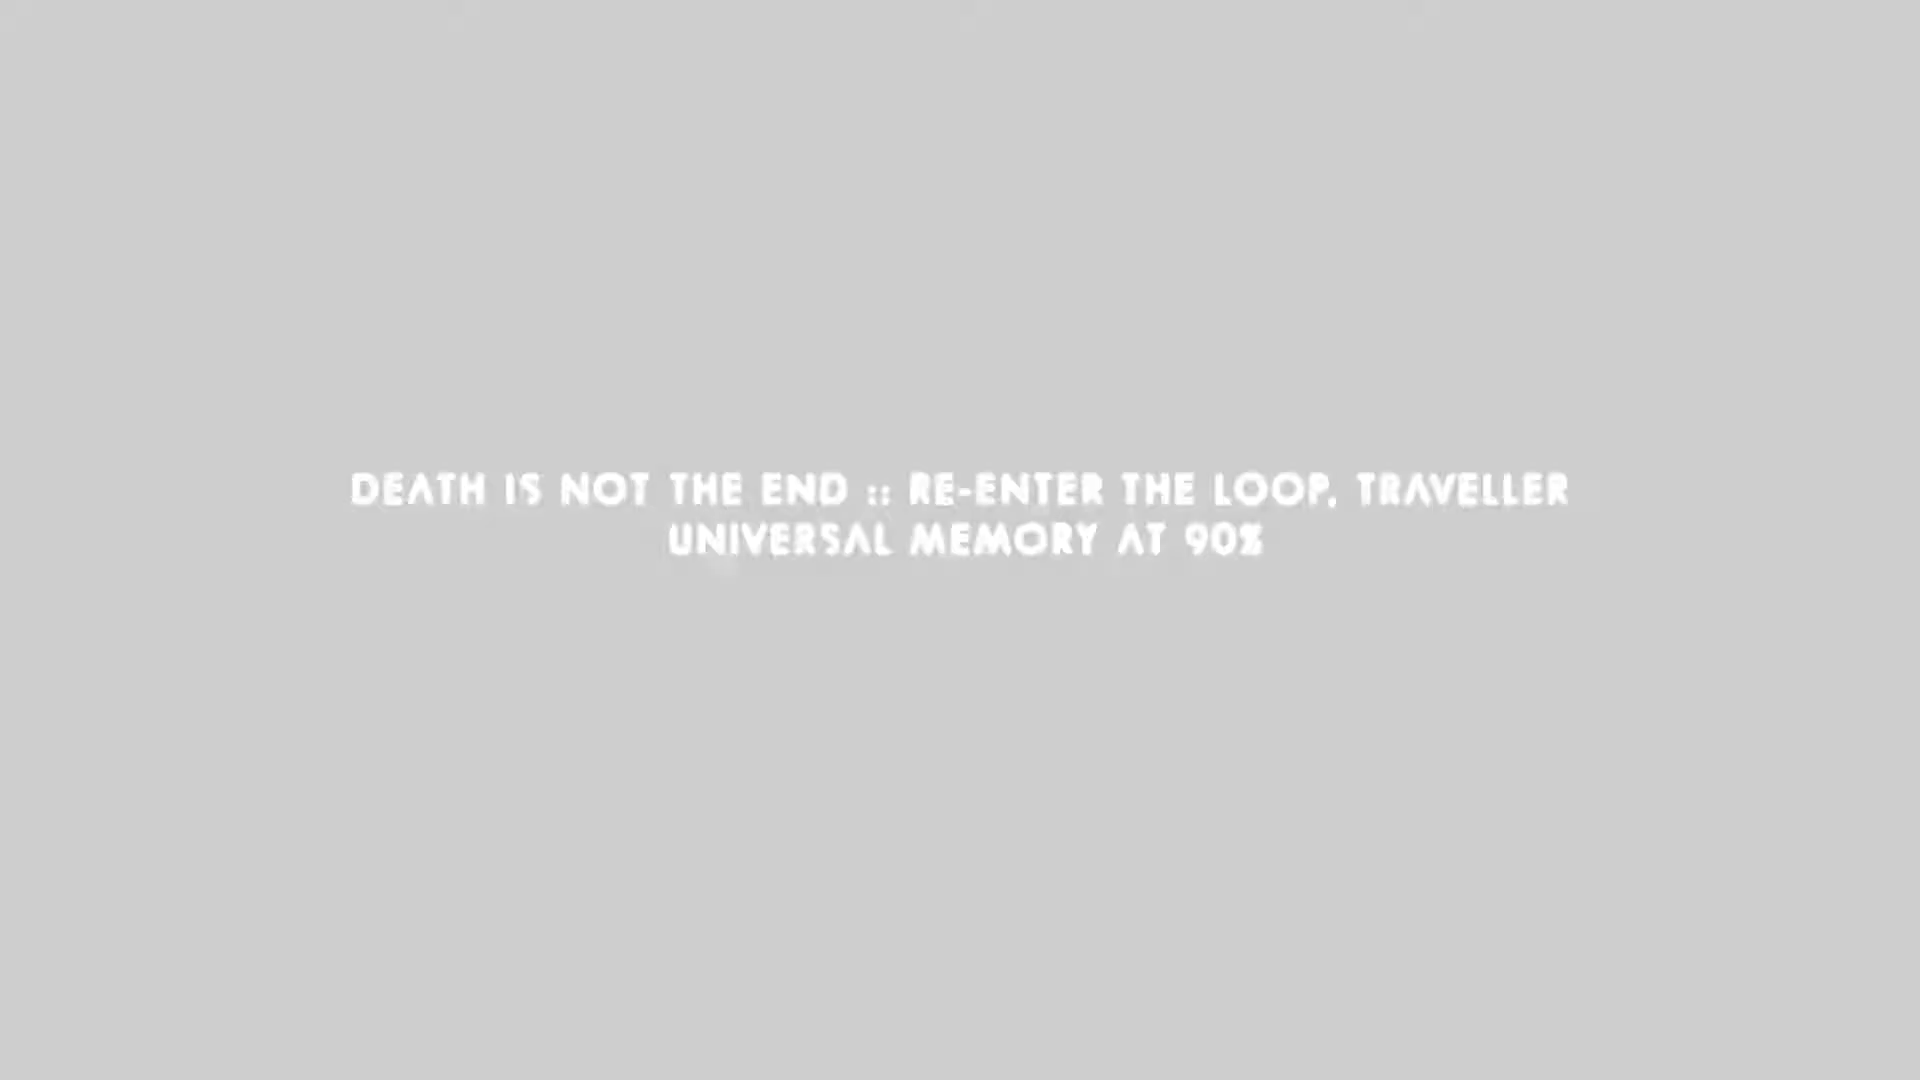 DEATH IS NOT THE END :: RE-ENTER THE LOOP, TRAVELLER
UNIVERSAL MEMORY AT 90%